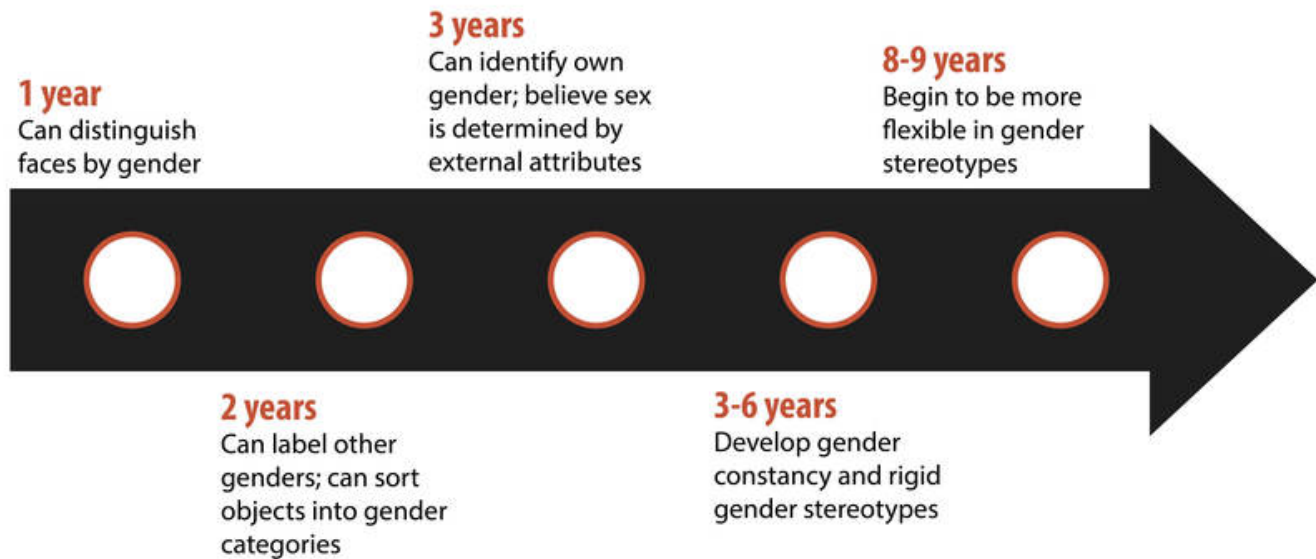 1 year
Can distinguish
faces by gender
2 years
Can label other
genders; can sort
objects into gender
categories
3 years
Can identify own
gender; believe sex
is determined by
external attributes
3-6 years
Develop gender
constancy and rigid
gender stereotypes
8-9 years
Begin to be more
flexible in gender
stereotypes